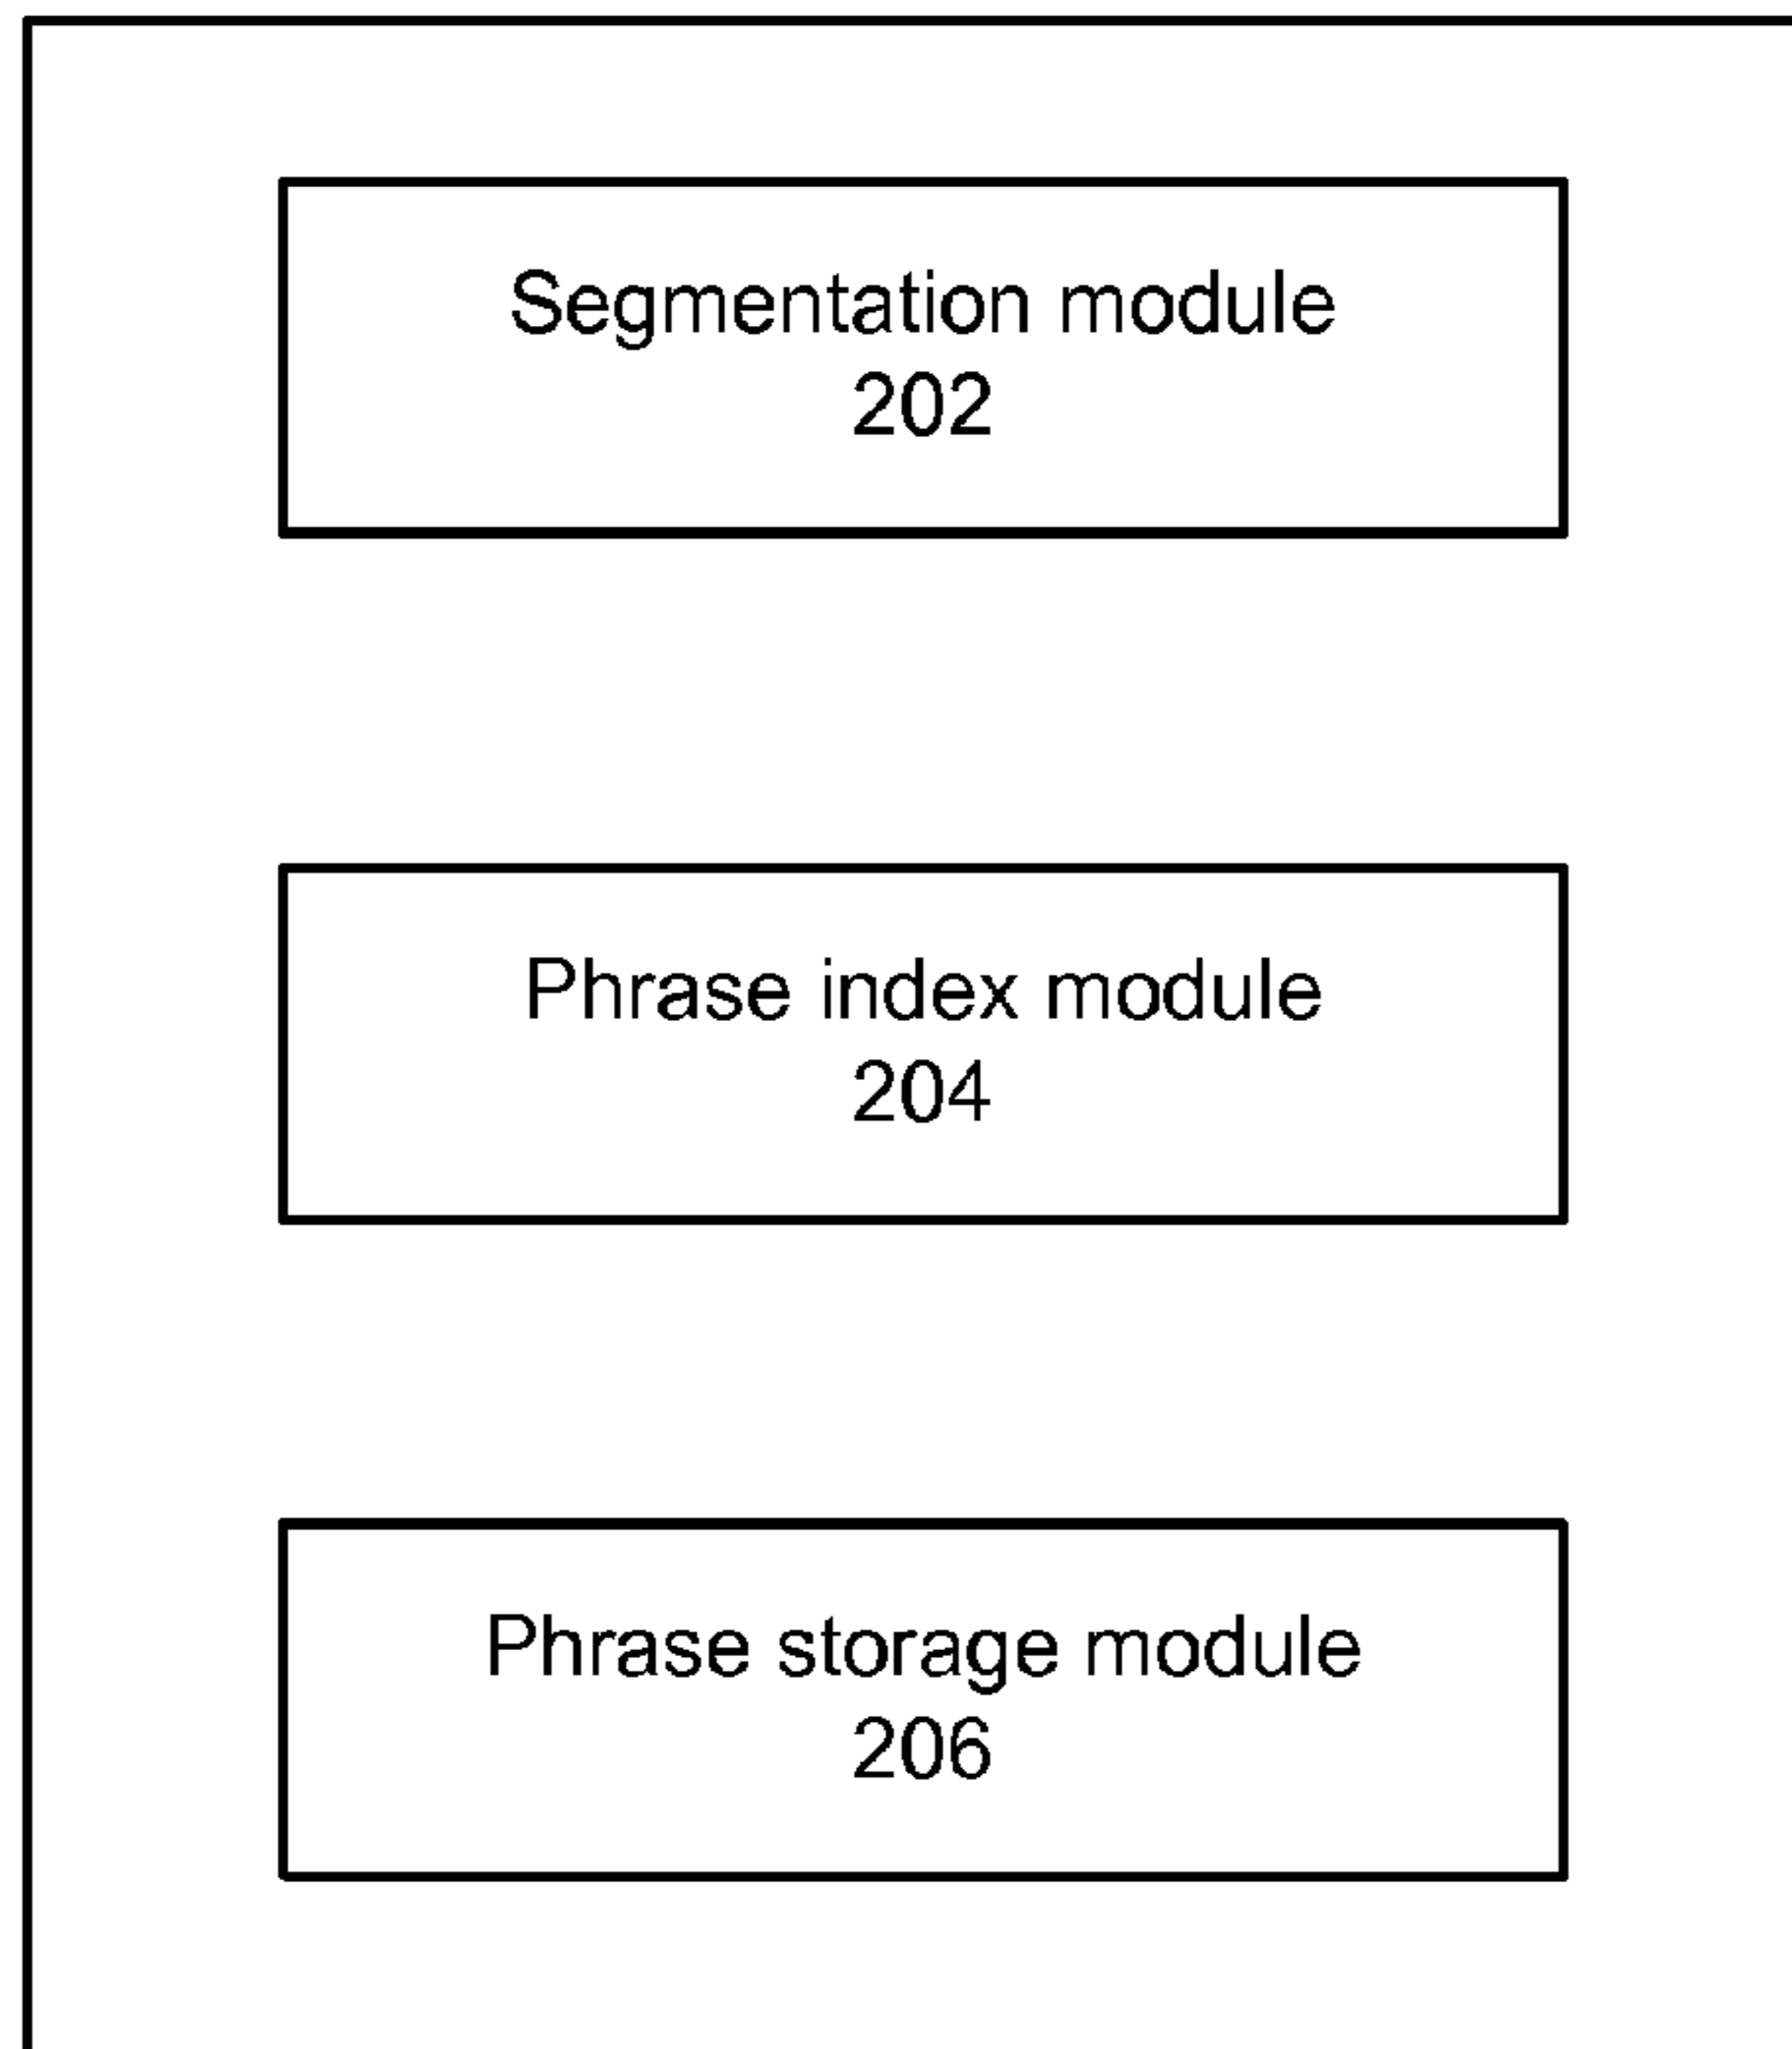 Segmentation module
202
Phrase index module
204
Phrase storage module
206